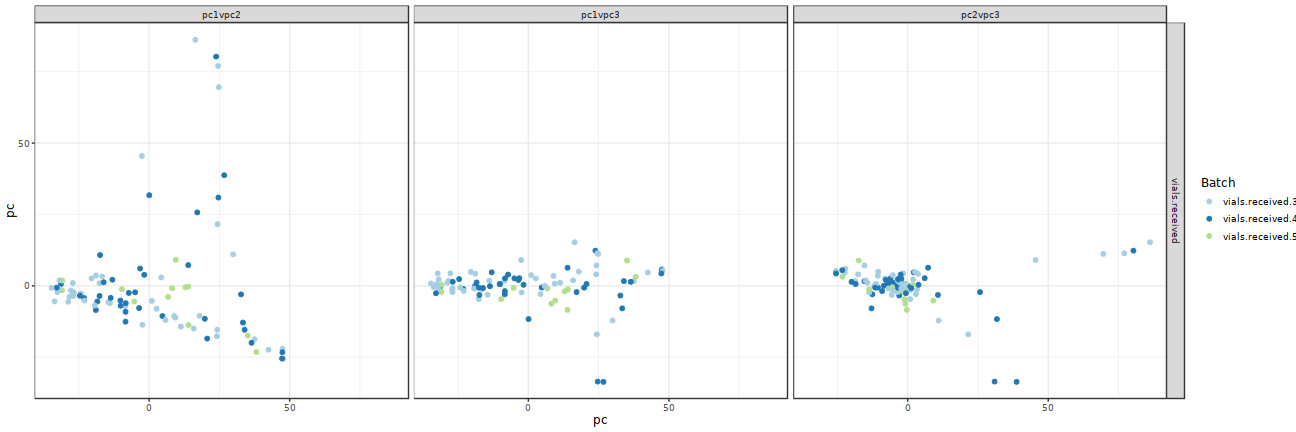 pc1vpc2
pc1vpc3
pc2vpc3
50
0
pc
0
50
0
50
0
50
pc
vials.received
Batch
vials.received.3
vials.received.4
vials.received.5